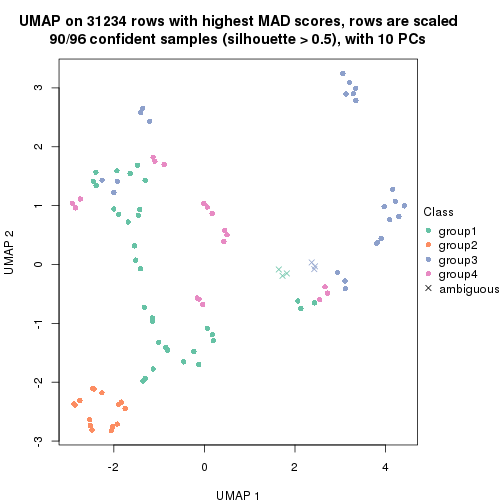 UMAP on 31234 rows with highest MAD scores, rows are scaled
90/96 confident samples (silhouette > 0.5), with 10 PCs
3
2
1
0
-1
-2
-3
UMAP 2
-2
0
2
4
UMAP 1
Class
group1
group2
group3
group4
ambiguous